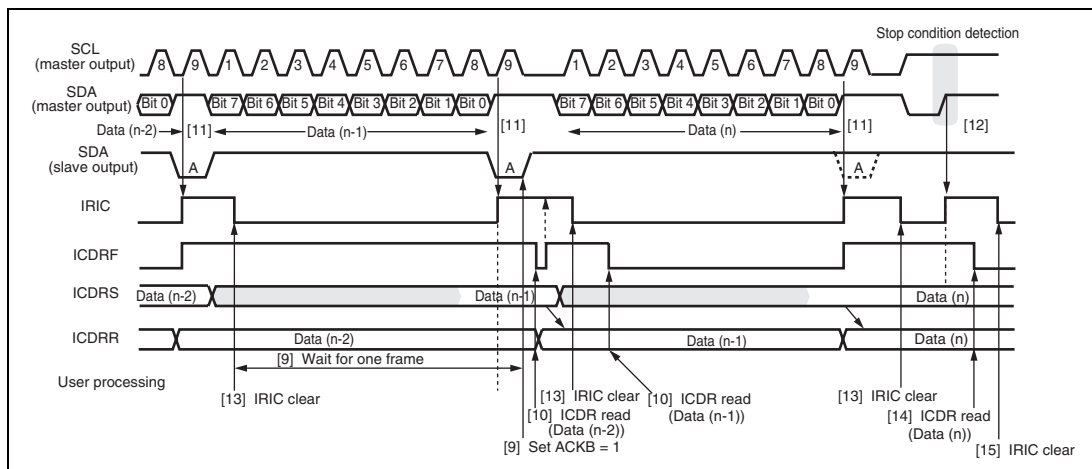 Stop condition detection
SCL
(master output)
8 9 1 2 3 4 5 6 7 8 9 1 2 3 4 5 6 7 8 9
SDA
(master output)
Bit 0 Bit 7 Bit 6 Bit 5 Bit 4 Bit 3 Bit 2 Bit 1 Bit 0 Bit 7 Bit 6 Bit 5 Bit 4 Bit 3 Bit 2 Bit 1 Bit 0
Data (n-2) [11] Data (n-1) [11] Data (n) [11] [12]
SDA
(slave output)
A A A
IRIC
ICDRF
ICDRS
Data (n-2) Data (n-1) Data (n)
ICDRR
Data (n-2) Data (n-1) Data (n)
[9] Wait for one frame
User processing
[13] IRIC clear [13] IRIC clear [10] ICDR read
(Data (n-1)) [13] IRIC clear
[10] ICDR read
(Data (n-2)) [14] ICDR read
(Data (n))
[9] Set ACKB = 1 [15] IRIC clear